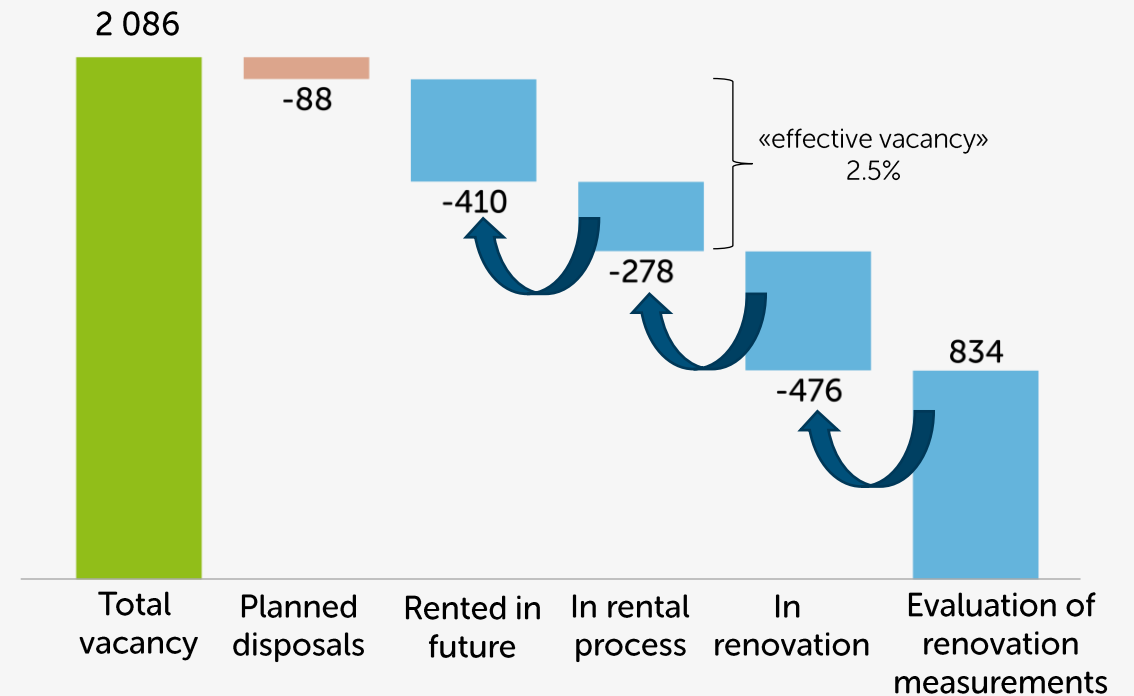 2 086
-88
-410
-278
-476
834
«effective vacancy»
2.5%
Total
vacancy
Planned
disposals
Rented in
future
In rental
process
In
renovation
Evaluation of
renovation
measurements